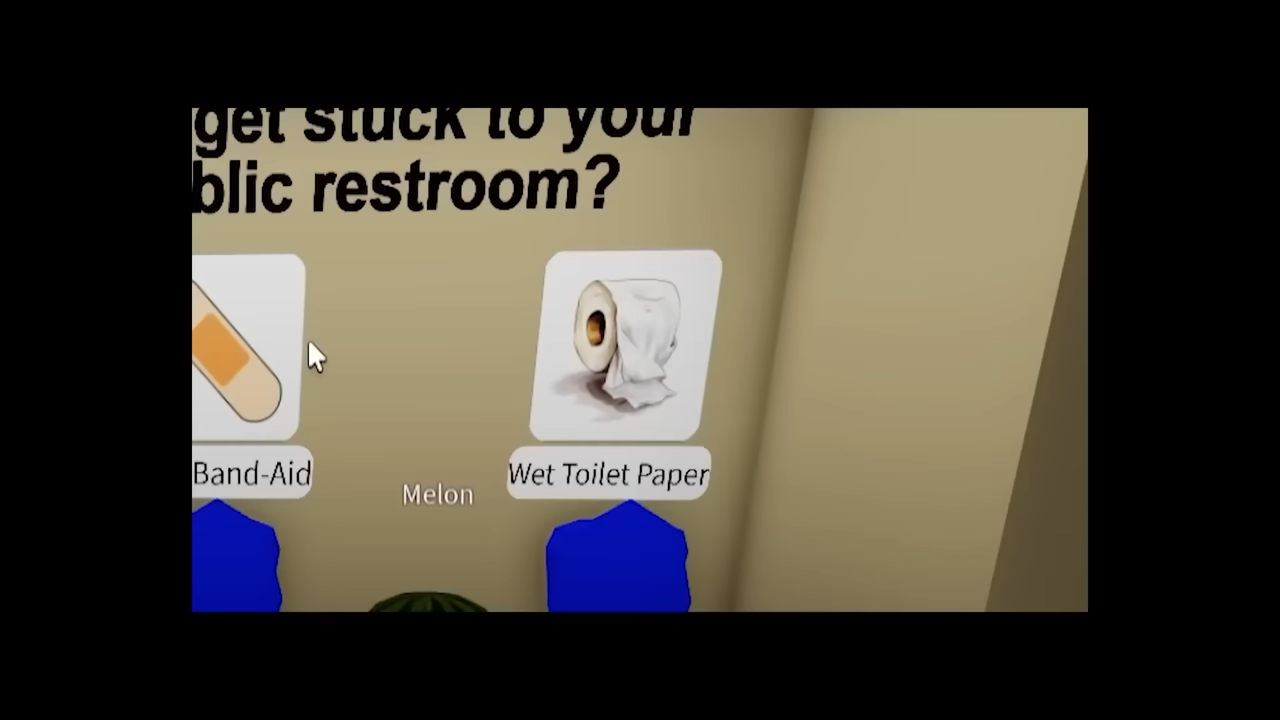 get stuck to your
blic restroom?
Band-Aid
Wet Toilet Paper
Melon